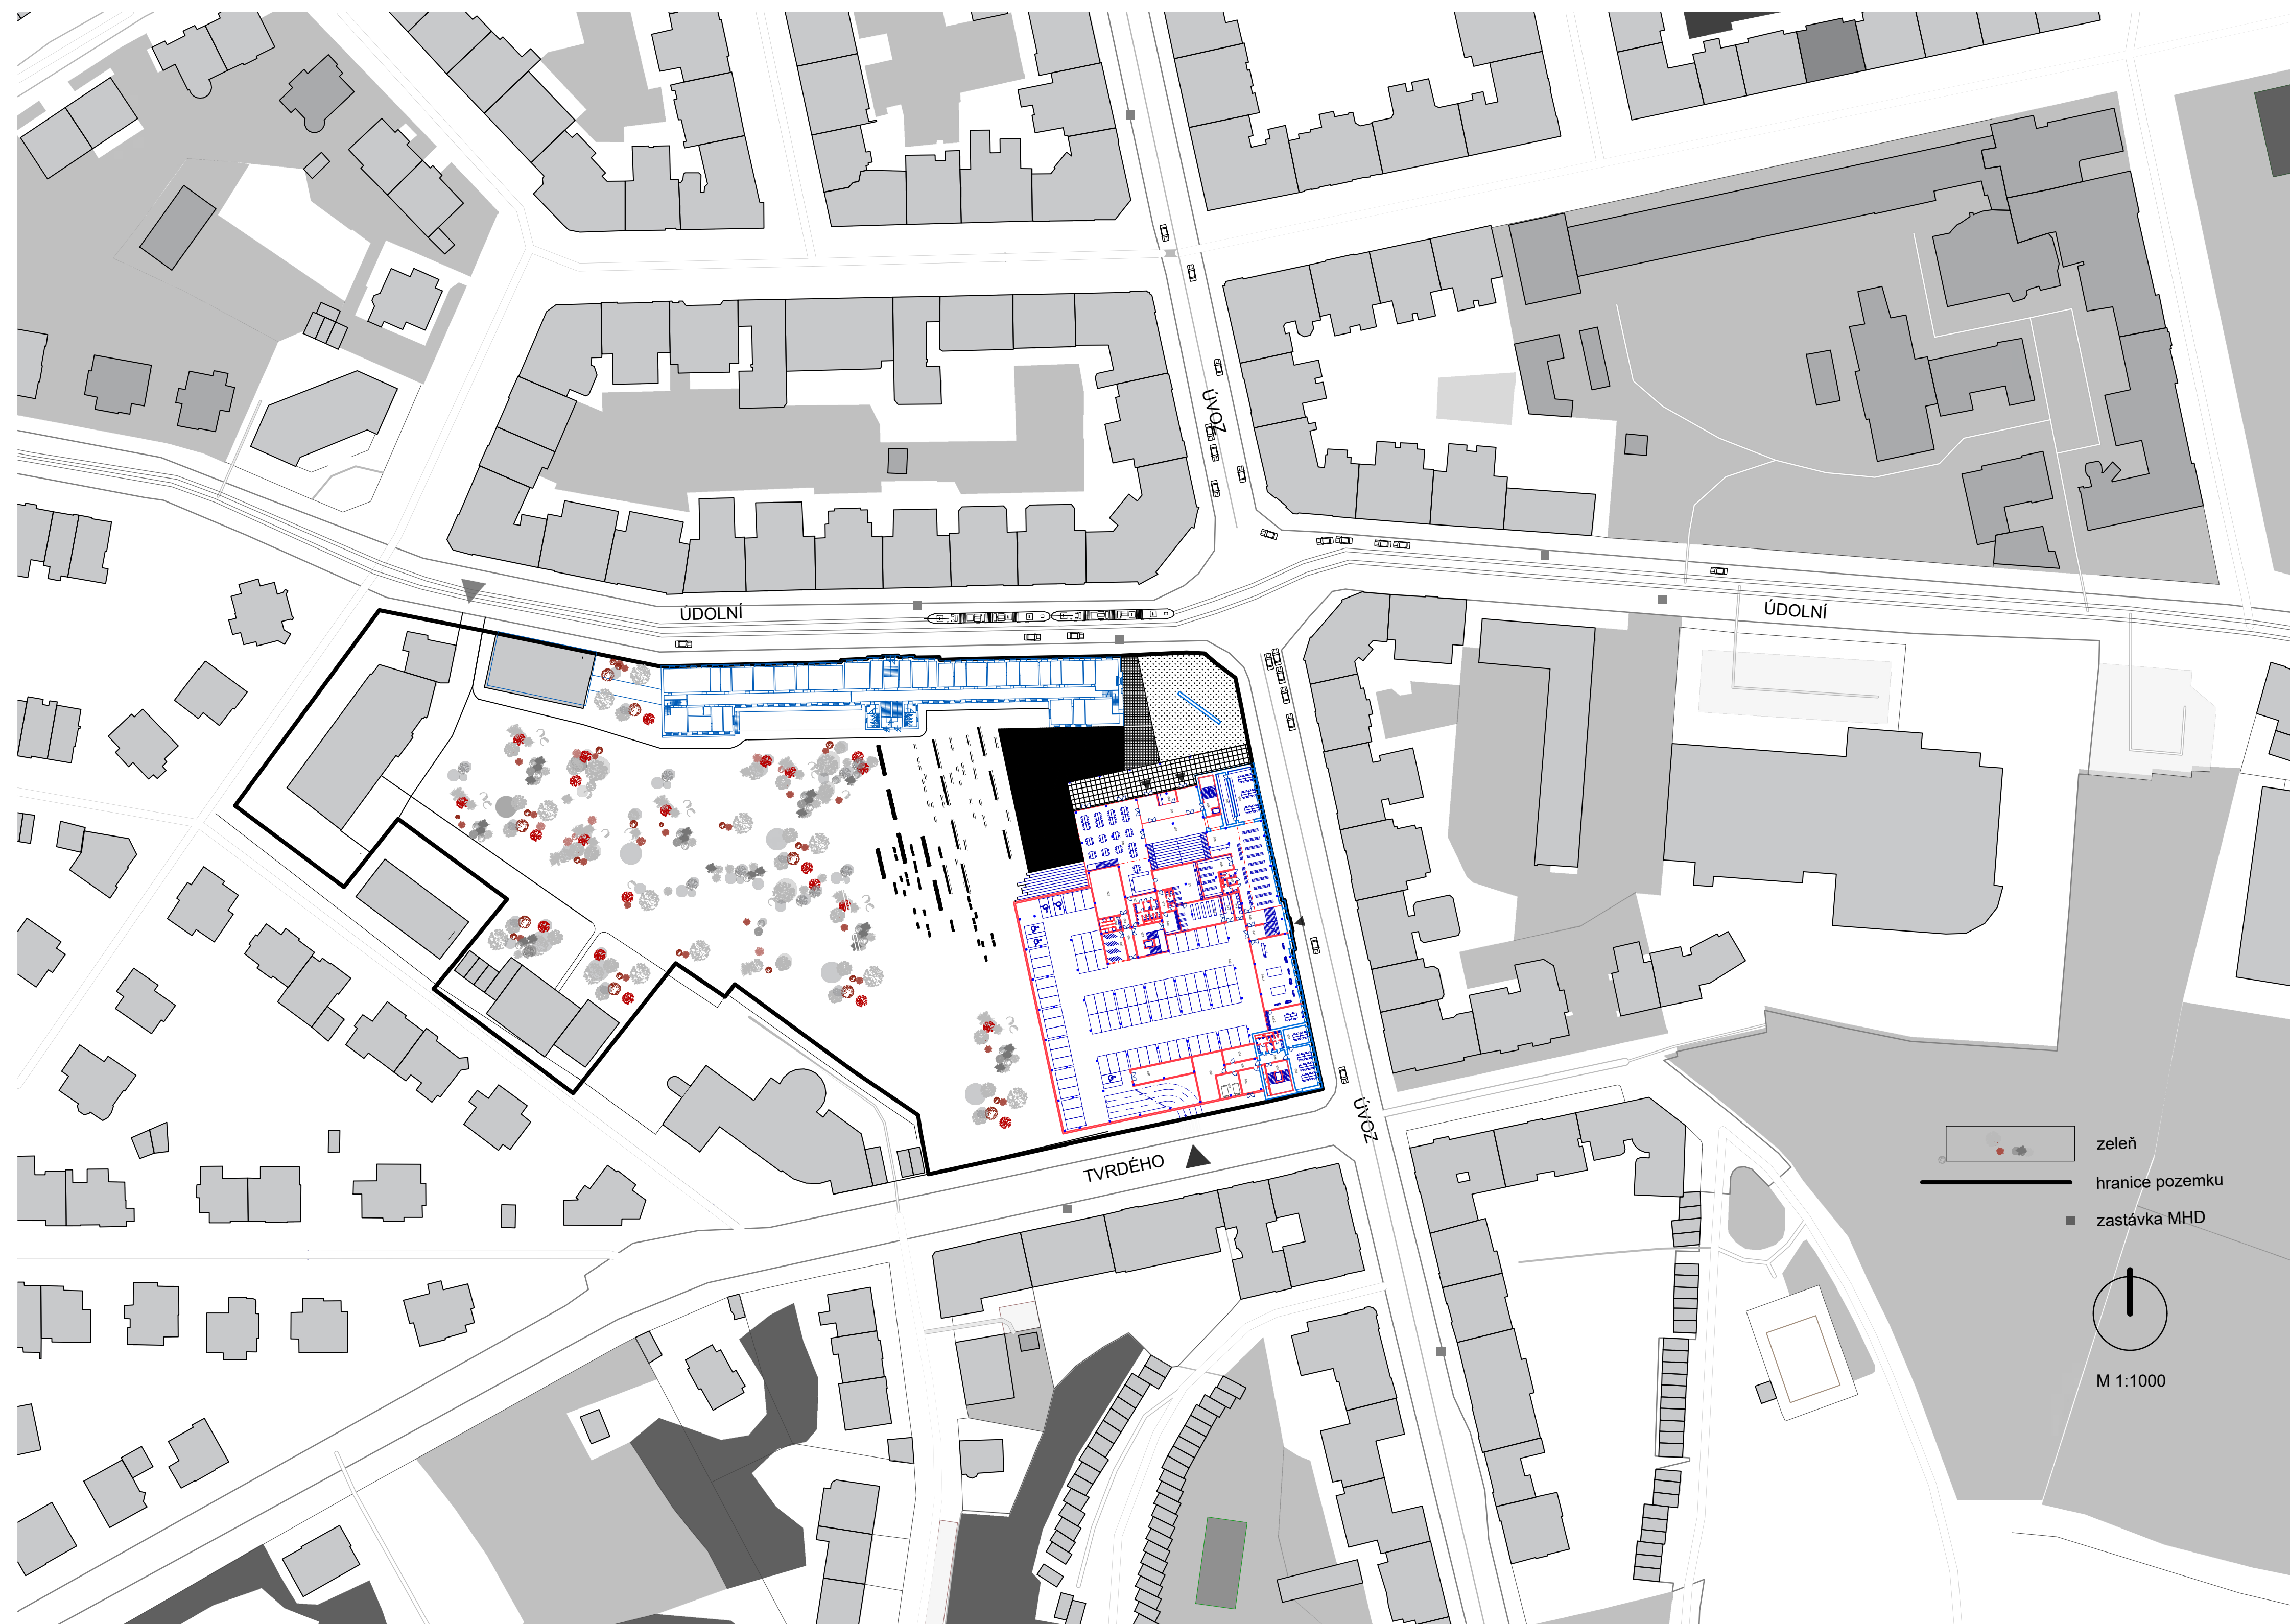 ÚVOZ
ÚDOLNÍ
ÚDOLNÍ
ÚVOZ
TVRDÉHO
zeleň
hranice pozemku
zastávka MHD
M 1:1000